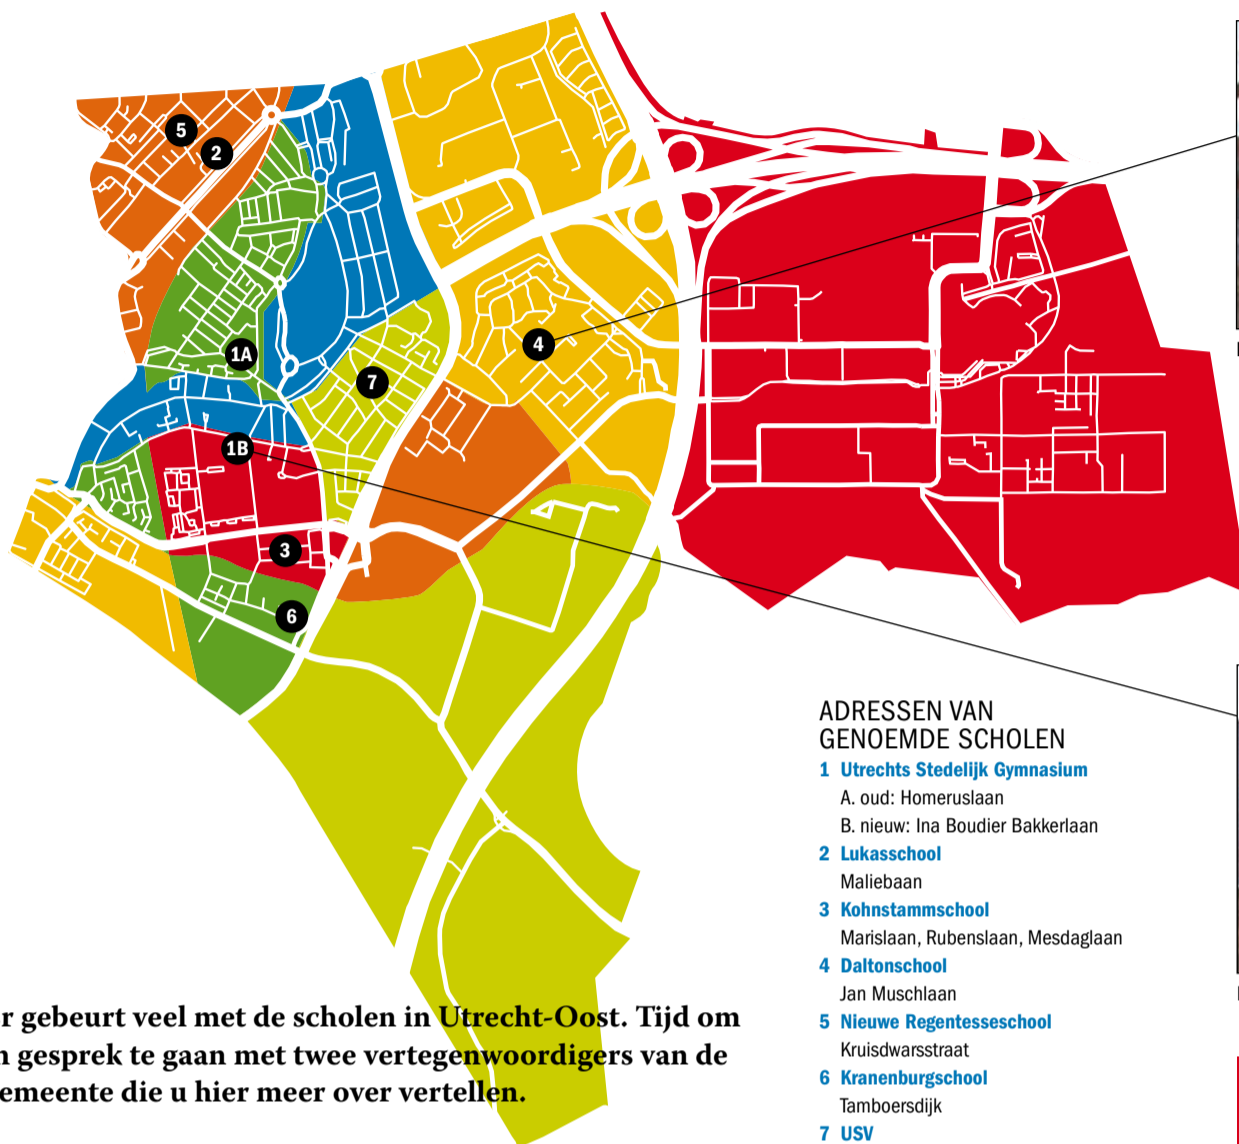 5
2
1A
4
7
1B
3
6
ADRESSEN VAN
GENOEMDE SCHOLEN
1 Utrechts Stedelijk Gymnasium
A. oud: Homeruslaan
B. nieuw: Ina Boudier Bakkerlaan
2 Lukasschool
Maliebaan
3 Kohnstammschool
Marislaan, Rubenslaan, Mesdaglaan
4 Daltonschool
Jan Muschlaan
5 Nieuwe Regentesseschool
Kruisdwarsstraat
6 Kranenburgschool
Tamboersdijk
7 USV
r gebeurt veel met de scholen in Utrecht-Oost. Tijd om
n gesprek te gaan met twee vertegenwoordigers van de
emeente die u hier meer over vertellen.